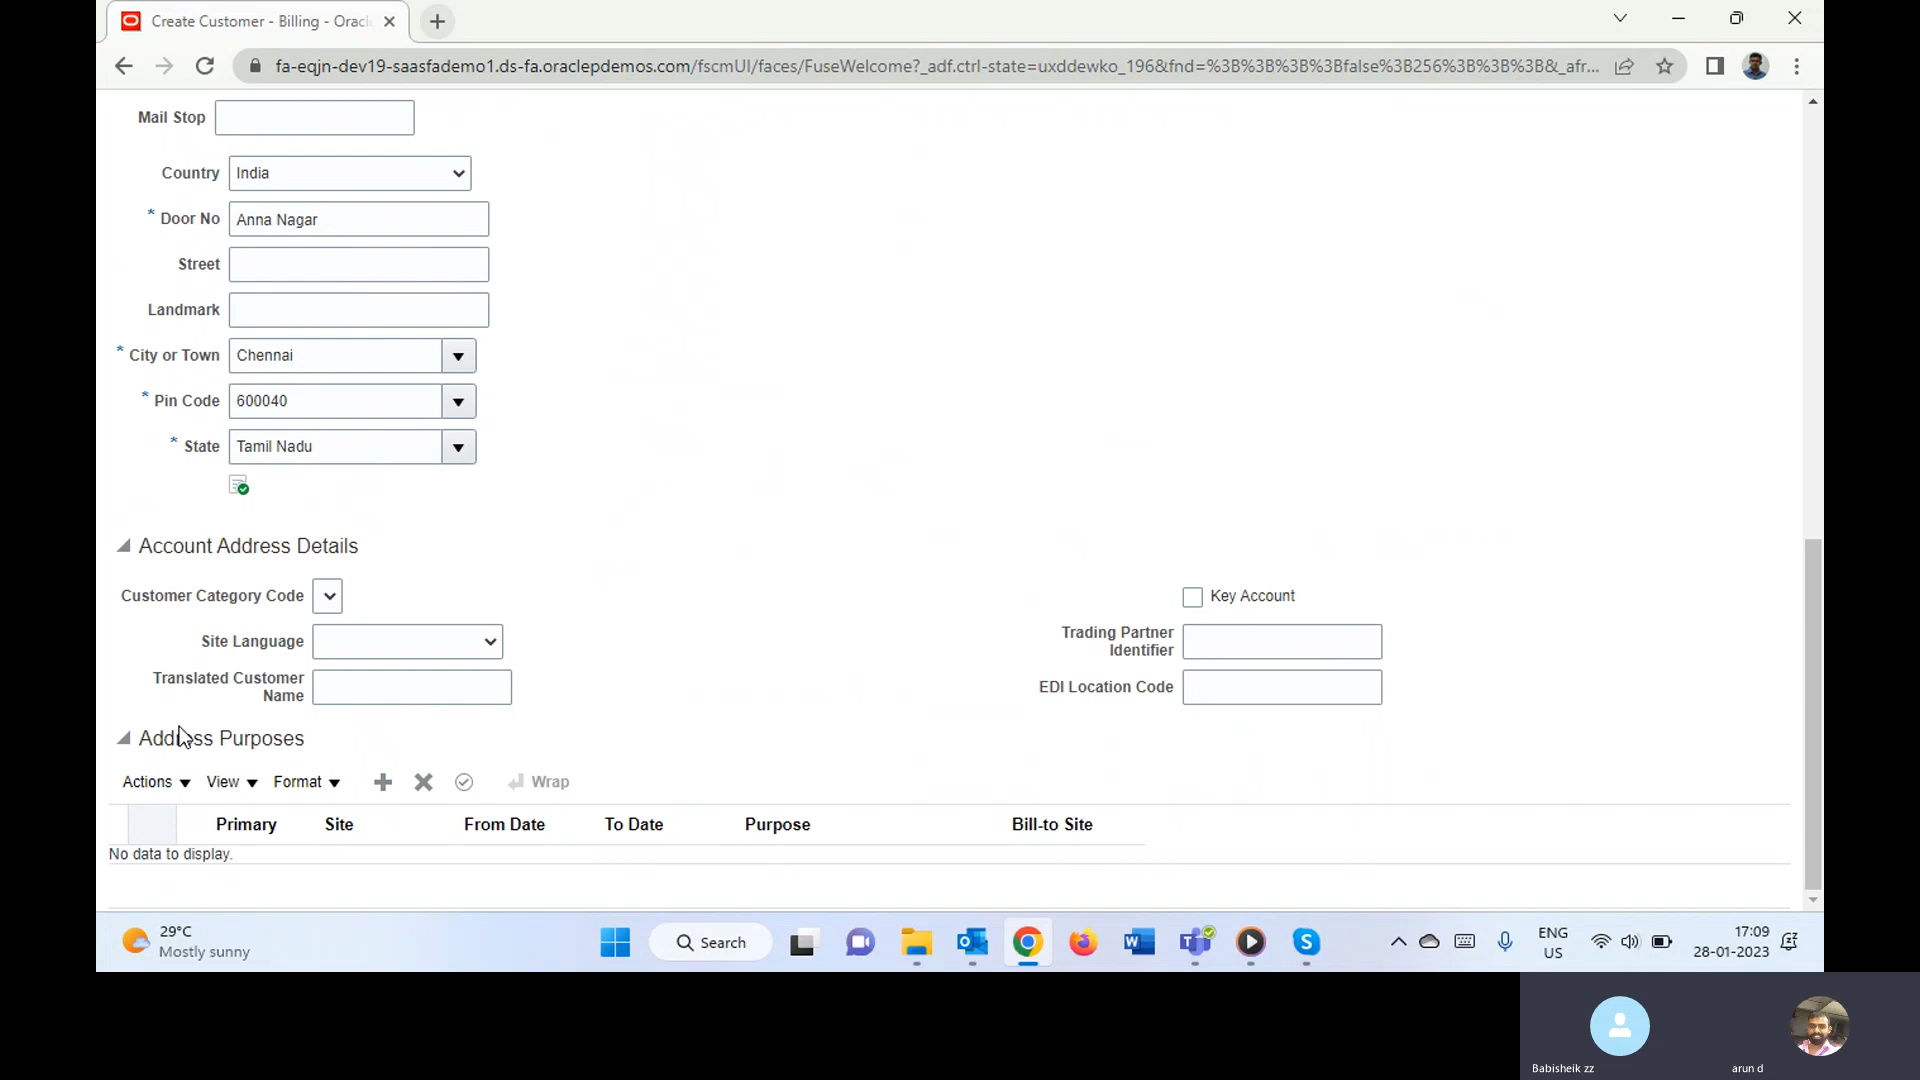 Create Customer - Billing - Orac
fa-eqjn-dev19-saasfademo1.ds-fa.oraclepdemos.com/fscmUI/faces/FuseWelcome?_adf.ctrl-state=uxddewko_196&fnd=%3B%3B%3B%3Bfalse%3B256%3B%3B%3B&_afr...
Mail Stop
Country India
* Door No Anna Nagar
Street
Landmark
* City or Town Chennai
* Pin Code 600040
* State Tamil Nadu
Account Address Details
Customer Category Code
Key Account
Site Language
Trading Partner
Identifier
Translated Customer
Name
EDI Location Code
Address Purposes
Actions View Format Wrap
Primary Site From Date To Date Purpose Bill-to Site
No data to display.
29°C
Mostly sunny
Search
ENG
US
17:09
28-01-2023
Babisheik zz
arun d